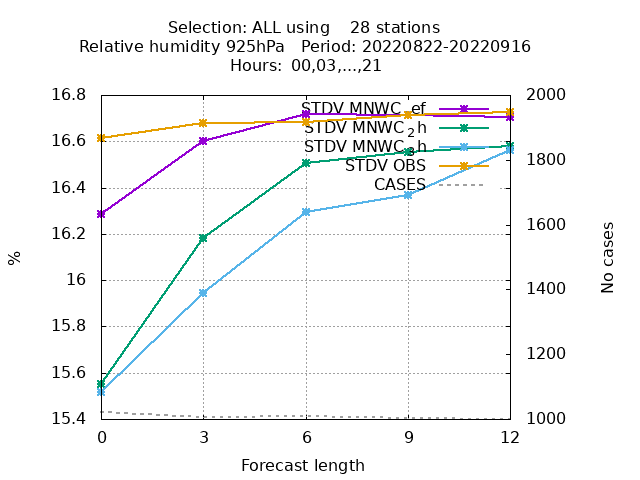 Selection: ALL using 28 stations
Relative humidity 925hPa Period: 20220822-20220916
Hours: 00,03,...,21
16.8
16.6
16.4
16.2
16
15.8
15.6
15.4
%
2000
1800
1600
1400
1200
1000
No cases
STDV MNWC_ef
STDV MNWC_2h
STDV MNWC_3h
STDV OBS
CASES
0 3 6 9 12
Forecast length